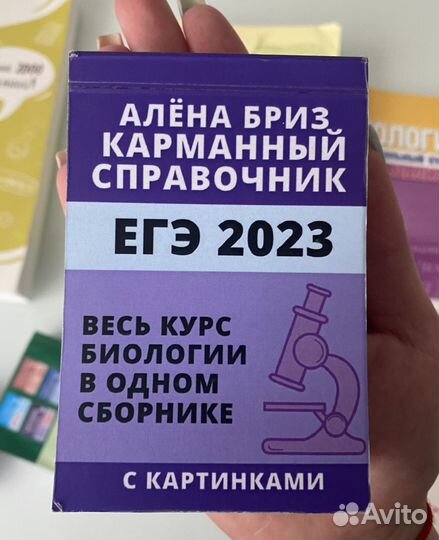 АЛЁНА БРИЗ
КАРМАННЫЙ
СПРАВОЧНИК
ЕГЭ 2023
ВЕСЬ КУРС
БИОЛОГИИ
В ОДНОМ
СБОРНИКЕ
С КАРТИНКАМИ
Avito